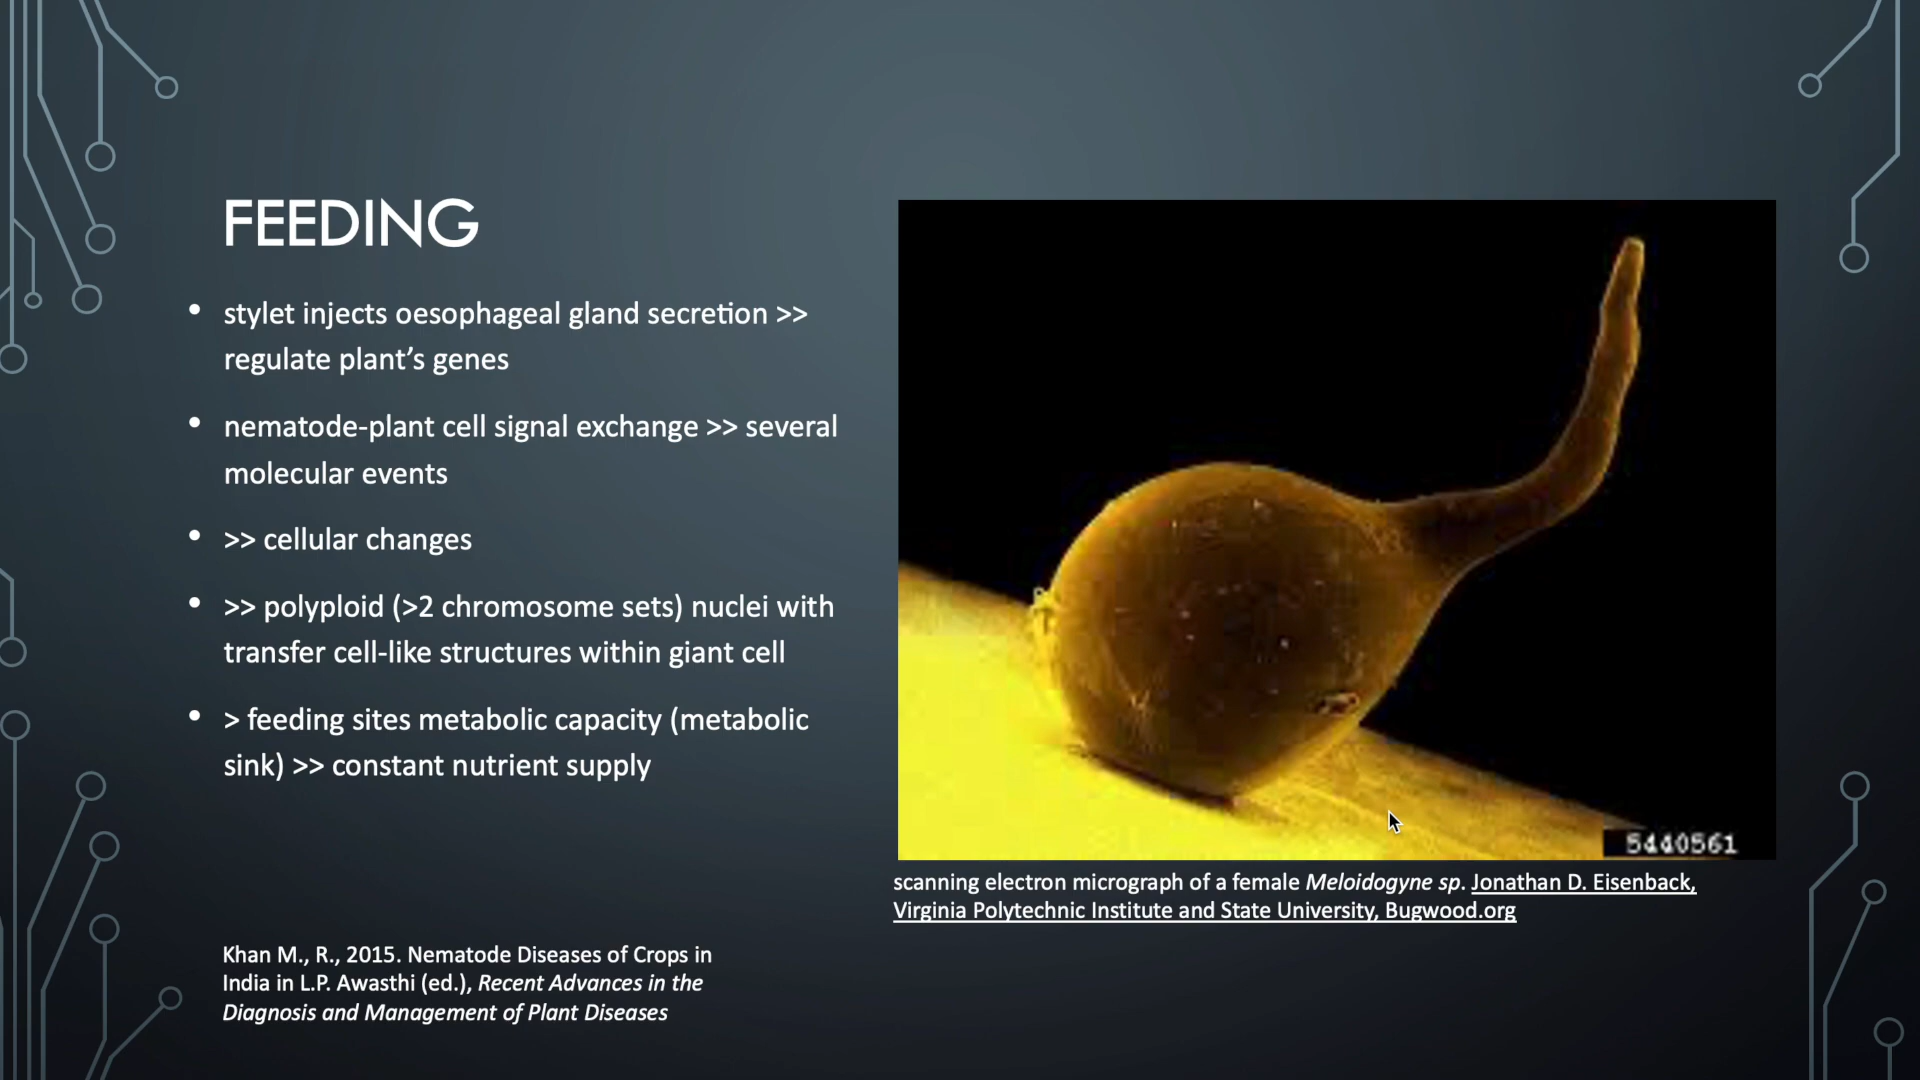 FEEDING
• stylet injects oesophageal gland secretion >>
regulate plant’s genes
• nematode-plant cell signal exchange >> several
molecular events
• >> cellular changes
• >> polyploid (>2 chromosome sets) nuclei with
transfer cell-like structures within giant cell
• > feeding sites metabolic capacity (metabolic
sink) >> constant nutrient supply
5440561
scanning electron micrograph of a female Meloidogyne sp. Jonathan D. Eisenback,
Virginia Polytechnic Institute and State University, Bugwood.org
Khan M., R., 2015. Nematode Diseases of Crops in
India in L.P. Awasthi (ed.), Recent Advances in the
Diagnosis and Management of Plant Diseases